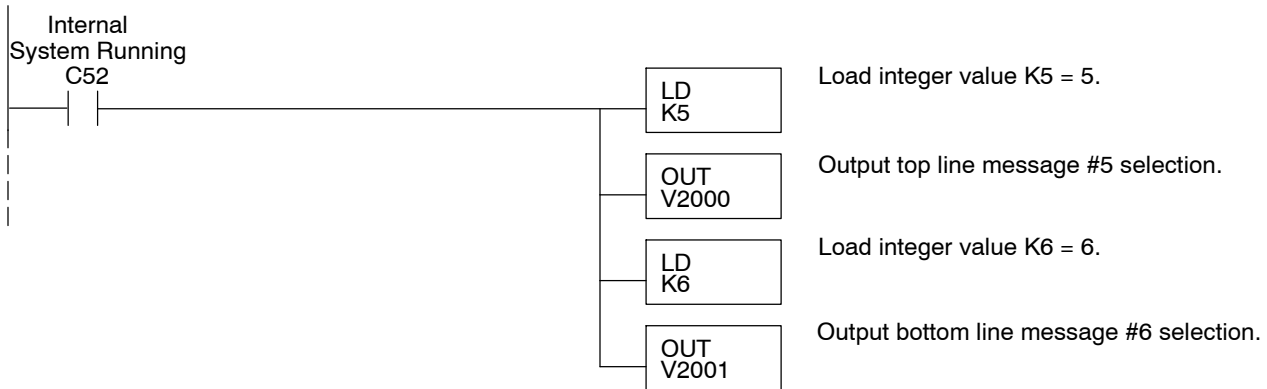 Internal
System Running
C52
LD
K5
Load integer value K5 = 5.
OUT
V2000
Output top line message #5 selection.
LD
K6
Load integer value K6 = 6.
OUT
V2001
Output bottom line message #6 selection.